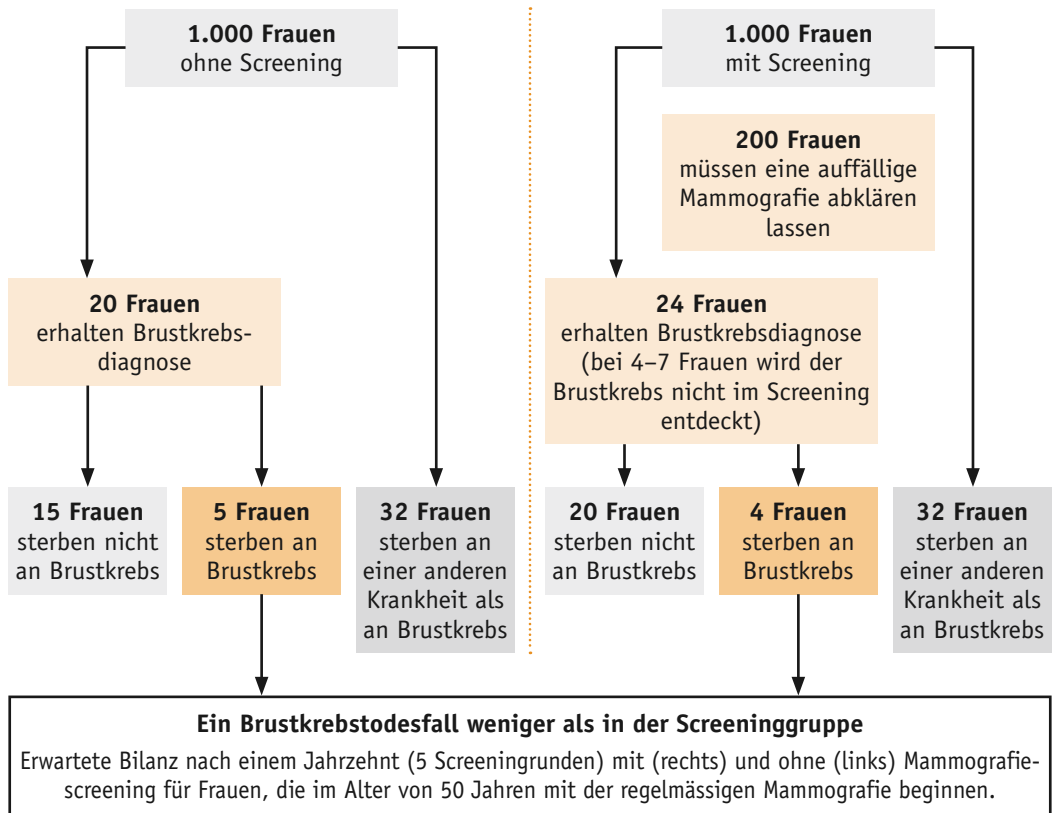 1.000 Frauen
ohne Screening
20 Frauen
erhalten Brustkrebs-
diagnose
15 Frauen
sterben nicht
an Brustkrebs
5 Frauen
sterben an
Brustkrebs
32 Frauen
sterben an
einer anderen
Krankheit als
an Brustkrebs
1.000 Frauen
mit Screening
200 Frauen
müssen eine auffällige
Mammografie abklären
lassen
24 Frauen
erhalten Brustkrebsdiagnose
(bei 4–7 Frauen wird der
Brustkrebs nicht im Screening
entdeckt)
20 Frauen
sterben nicht
an Brustkrebs
4 Frauen
sterben an
Brustkrebs
32 Frauen
sterben an
einer anderen
Krankheit als
an Brustkrebs
Ein Brustkrebstodesfall weniger als in der Screeninggruppe
Erwartete Bilanz nach einem Jahrzehnt (5 Screeningrunden) mit (rechts) und ohne (links) Mammografie-
screening für Frauen, die im Alter von 50 Jahren mit der regelmässigen Mammografie beginnen.